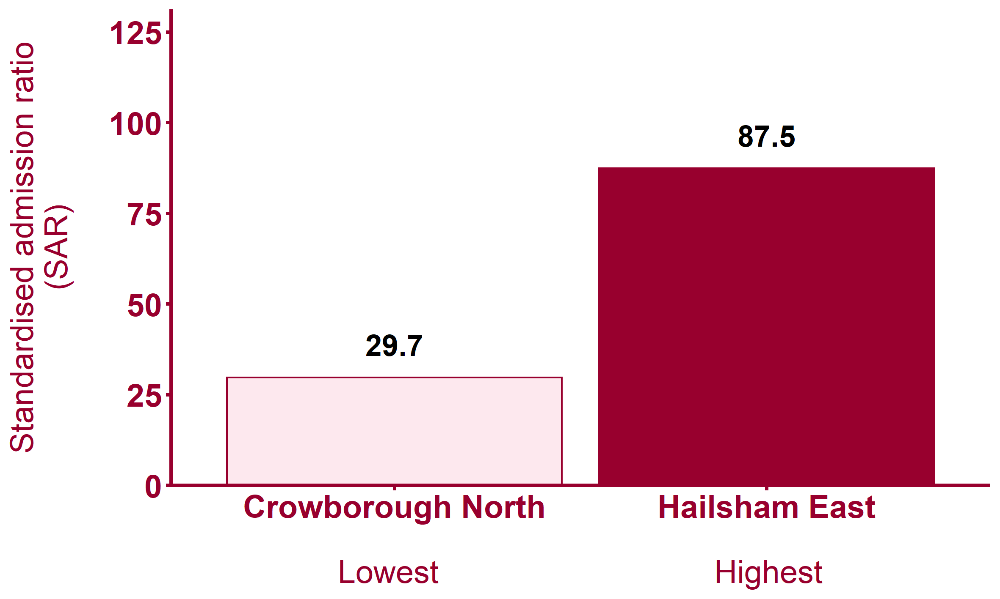 Standardised admission ratio
(SAR)
125
100
75
50
25
0
87.5
29.7
Crowborough North
Hailsham East
Lowest
Highest